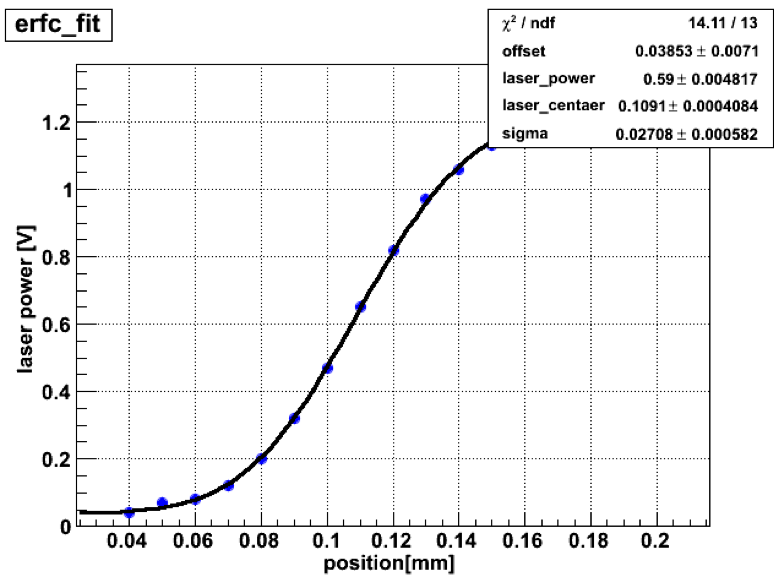 erfc_fit
χ² / ndf 14.11 / 13
offset 0.03853 ± 0.0071
laser_power 0.59 ± 0.004817
laser_centaer 0.1091 ± 0.0004084
sigma 0.02708 ± 0.000582
laser power [V]
1.2
1
0.8
0.6
0.4
0.2
0
0.04 0.06 0.08 0.1 0.12 0.14 0.16 0.18 0.2
position[mm]